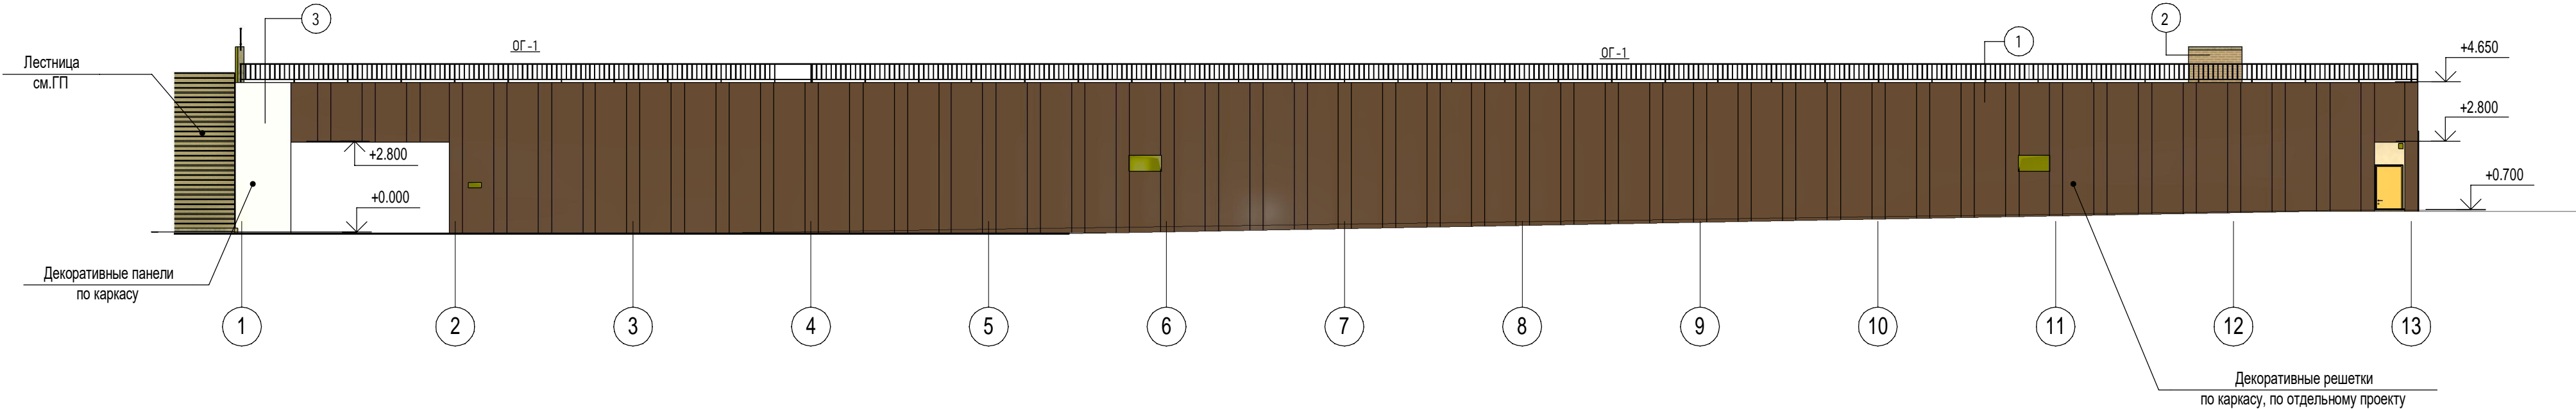 3
2
ОГ-1
ОГ-1
1
+4.650
Лестница
см.ГП
+2.800
+2.800
+0.000
+0.700
Декоративные панели
по каркасу
1
2
3
4
5
6
7
8
9
10
11
12
13
Декоративные решетки
по каркасу, по отдельному проекту